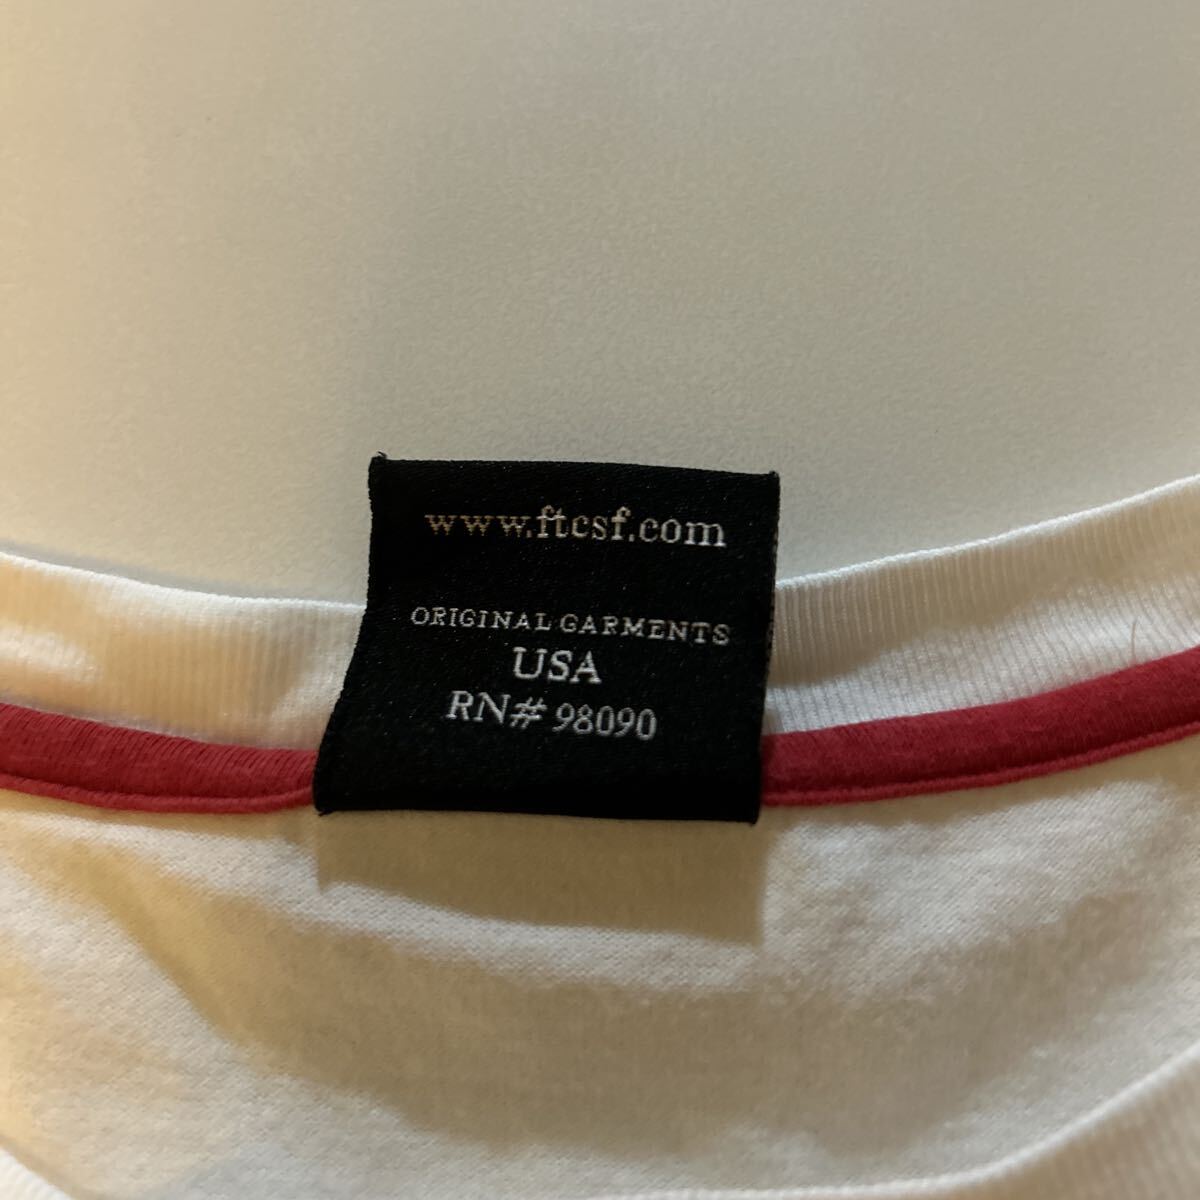 www.ftcsf.com
ORIGINAL GARMENTS
USA
RN# 98090